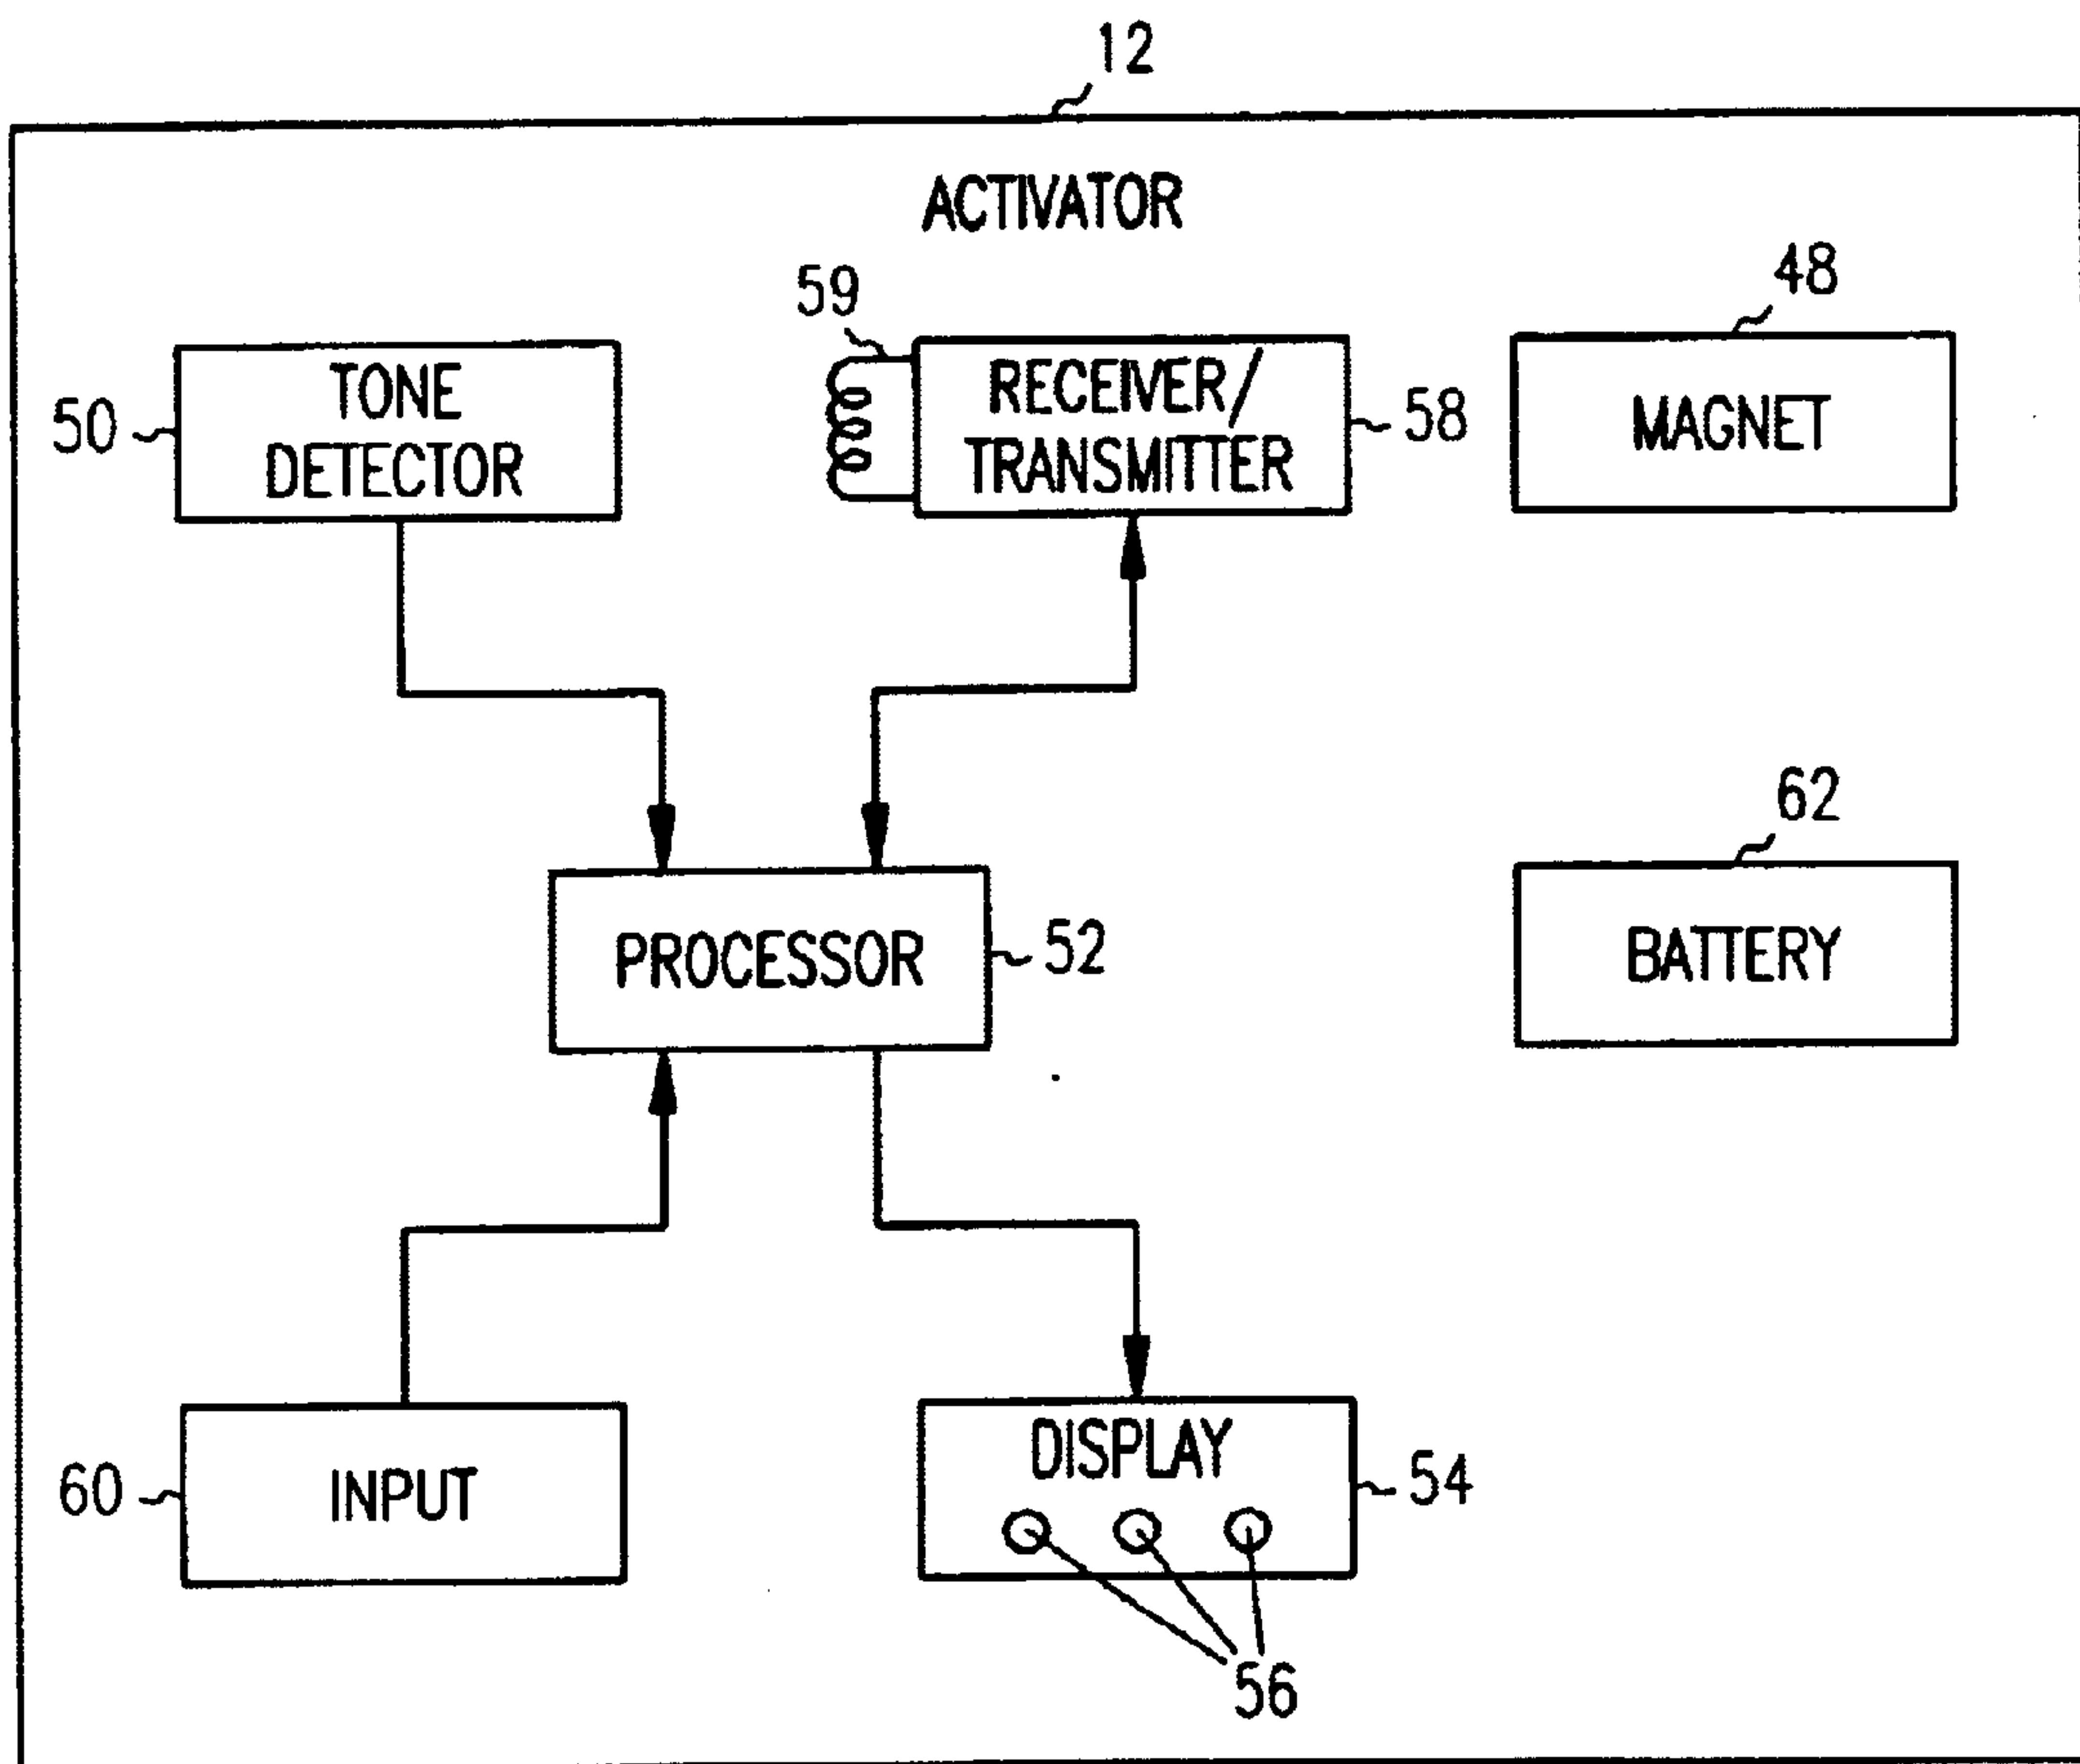 12
ACTIVATOR
59
48
50
TONE
DETECTOR
RECEIVER/
TRANSMITTER
58
MAGNET
62
PROCESSOR
52
BATTERY
60
INPUT
DISPLAY
54
56